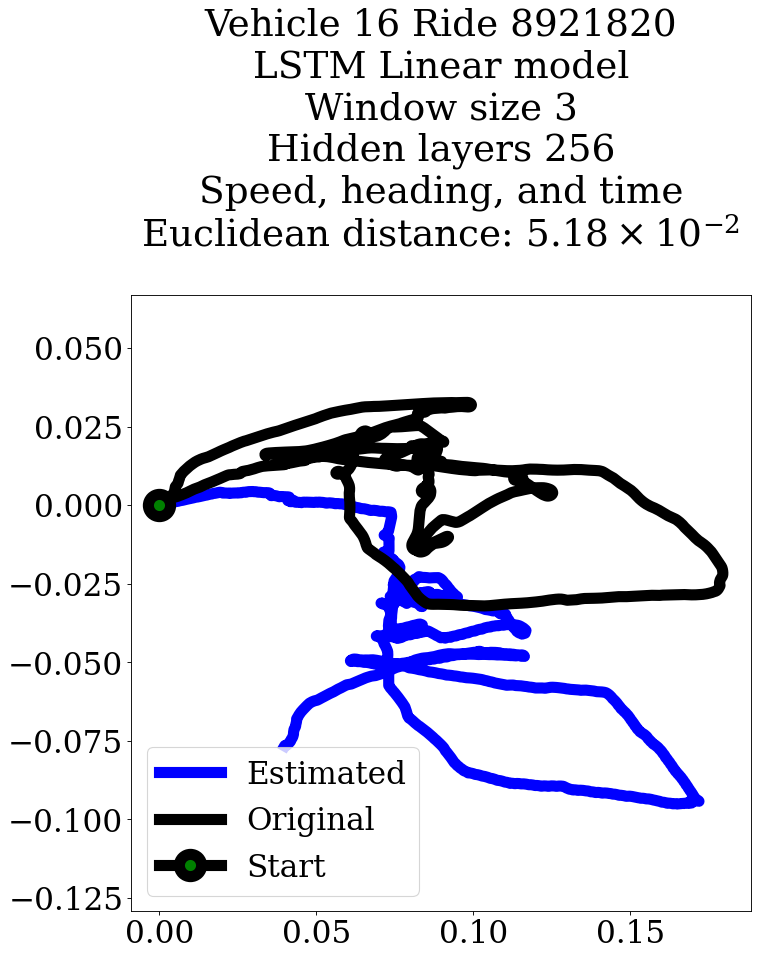 Vehicle 16 Ride 8921820
LSTM Linear model
Window size 3
Hidden layers 256
Speed, heading, and time
Euclidean distance: 5.18 × 10⁻²
0.050
0.025
0.000
−0.025
−0.050
−0.075
−0.100
−0.125
Estimated
Original
Start
0.00 0.05 0.10 0.15